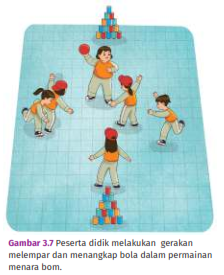 Gambar 3.7 Peserta didik melakukan gerakan
melempar dan menangkap bola dalam permainan
menara bom.